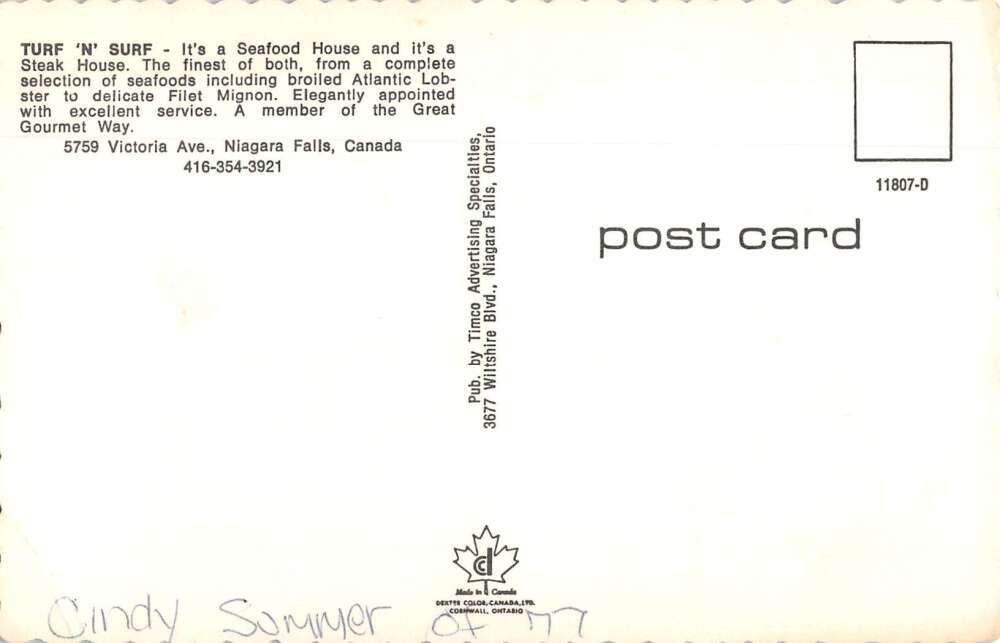 TURF 'N' SURF - It's a Seafood House and it's a
Steak House. The finest of both, from a complete
selection of seafoods including broiled Atlantic Lob-
ster to delicate Filet Mignon. Elegantly appointed
with excellent service. A member of the Great
Gourmet Way.
5759 Victoria Ave., Niagara Falls, Canada
416-354-3921
Pub. by Timco Advertising Specialties,
3677 Wiltshire Blvd., Niagara Falls, Ontario
11807-D
post card
cd
Made in Canada
DEXTER COLOR, CANADA, LTD.
CORNWALL, ONTARIO
Cindy Summer of 77